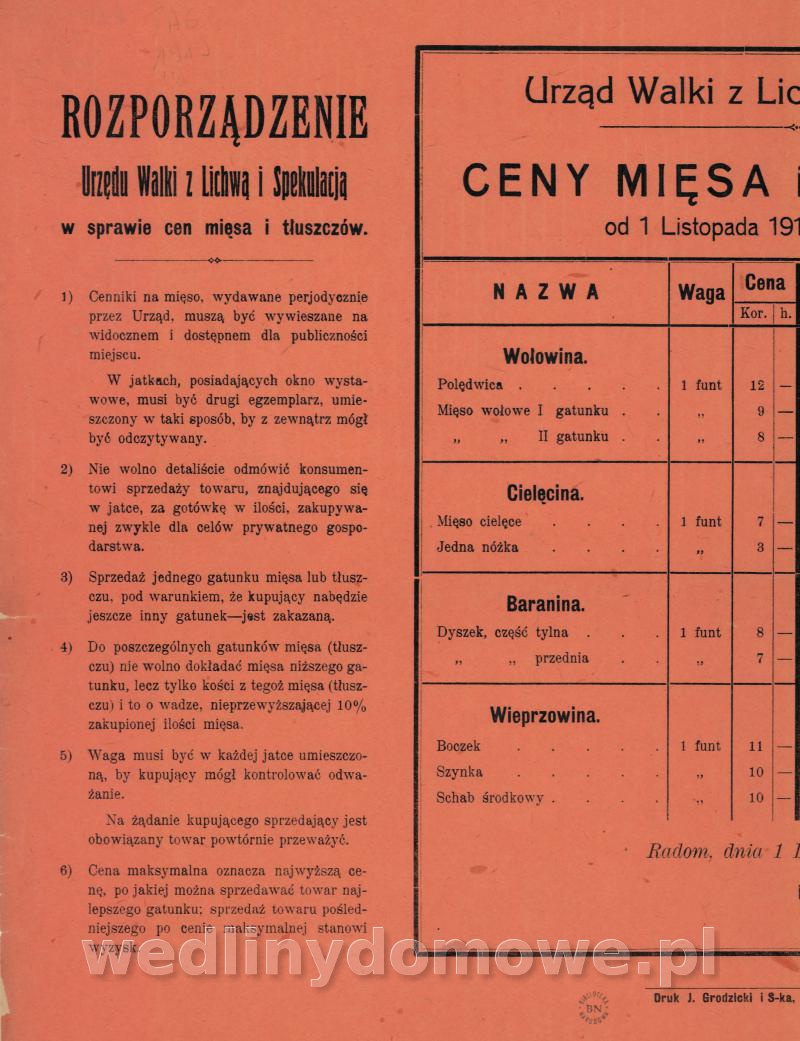 ROZPORZĄDZENIE
Urzędu Walki z Lichwą i Spekulacją
w sprawie cen mięsa i tłuszczów.
1) Cenniki na mięso, wydawane perjodycznie
przez Urząd, muszą być wywieszane na
widocznem i dostępnem dla publiczności
miejscu.
W jatkach, posiadających okno wysta-
wowe, musi być drugi egzemplarz, umie-
szczony w taki sposób, by z zewnątrz mógł
być odczytywany.
2) Nie wolno detaliście odmówić konsumen-
towi sprzedaży towaru, znajdującego się
w jatce, za gotówkę w ilości, zakupywa-
nej zwykle dla celów prywatnego gospo-
darstwa.
3) Sprzedaż jednego gatunku mięsa lub tłusz-
czu, pod warunkiem, że kupujący nabędzie
jeszcze inny gatunek—jest zakazaną.
4) Do poszczególnych gatunków mięsa (tłusz-
czu) nie wolno dokładać mięsa niższego ga-
tunku, lecz tylko kości z tegoż mięsa (tłusz-
czu) i to o wadze, nieprzewyższającej 10%
zakupionej ilości mięsa.
5) Waga musi być w każdej jatce umieszczo-
ną, by kupujący mógł kontrolować odwa-
żanie.
Na żądanie kupującego sprzedający jest
obowiązany towar powtórnie przeważyć.
6) Cena maksymalna oznacza najwyższą ce-
nę, po jakiej można sprzedawać towar naj-
lepszego gatunku; sprzedaż towaru pośled-
niejszego po cenie maksymalnej stanowi
wyzysk.
Urząd Walki z Lic
CENY MIĘSA i
od 1 Listopada 191
NAZWA Waga Cena
Kor. h.
Wołowina.
Polędwica . . . . . 1 funt 12 —
Mięso wołowe I gatunku . . „ 9 —
„ „ II gatunku . . „ 8 —
Cielęcina.
Mięso cielęce . . . . 1 funt 7 —
Jedna nóżka . . . . „ 3 —
Baranina.
Dyszek, część tylna . . . 1 funt 8 —
„ „ przednia . . „ 7 —
Wieprzowina.
Boczek . . . . . 1 funt 11 —
Szynka . . . . . „ 10 —
Schab środkowy . . . . „ 10 —
Radom, dnia 1 
wedlinydomowe.pl
Druk J. Grodzicki i S-ka,
BIBLIOTEKA
BN
NARODOWA